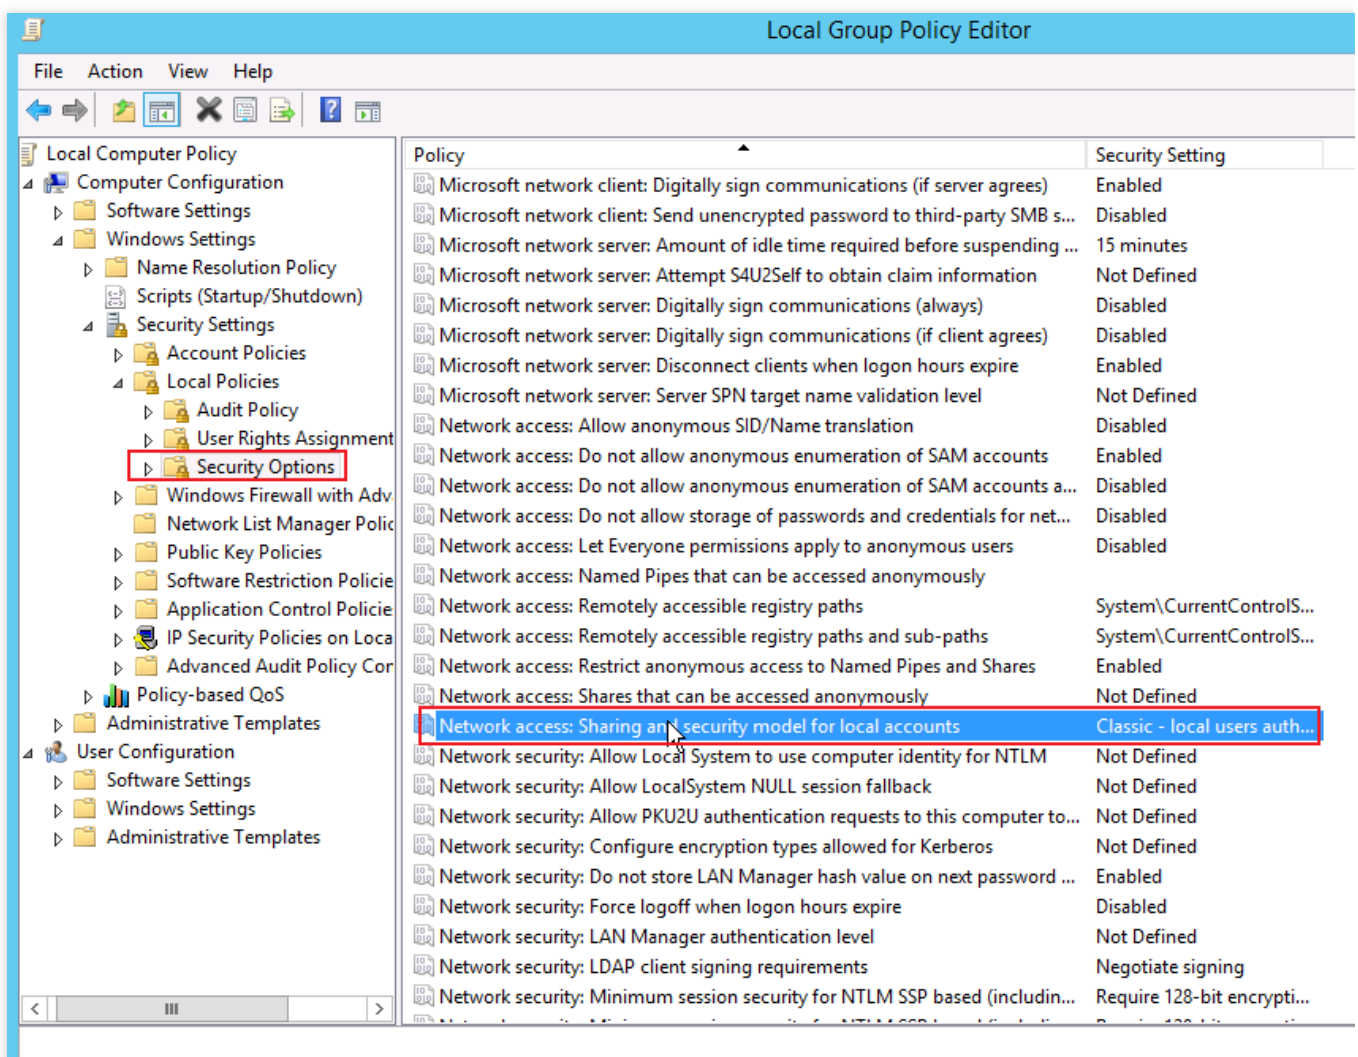 Local Group Policy Editor
File Action View Help
Local Computer Policy
Computer Configuration
Software Settings
Windows Settings
Name Resolution Policy
Scripts (Startup/Shutdown)
Security Settings
Account Policies
Local Policies
Audit Policy
User Rights Assignment
Security Options
Windows Firewall with Adv
Network List Manager Polic
Public Key Policies
Software Restriction Policie
Application Control Policie
IP Security Policies on Loca
Advanced Audit Policy Cor
Policy-based QoS
Administrative Templates
User Configuration
Software Settings
Windows Settings
Administrative Templates
Policy Security Setting
Microsoft network client: Digitally sign communications (if server agrees) Enabled
Microsoft network client: Send unencrypted password to third-party SMB s... Disabled
Microsoft network server: Amount of idle time required before suspending ... 15 minutes
Microsoft network server: Attempt S4U2Self to obtain claim information Not Defined
Microsoft network server: Digitally sign communications (always) Disabled
Microsoft network server: Digitally sign communications (if client agrees) Disabled
Microsoft network server: Disconnect clients when logon hours expire Enabled
Microsoft network server: Server SPN target name validation level Not Defined
Network access: Allow anonymous SID/Name translation Disabled
Network access: Do not allow anonymous enumeration of SAM accounts Enabled
Network access: Do not allow anonymous enumeration of SAM accounts a... Disabled
Network access: Do not allow storage of passwords and credentials for net... Disabled
Network access: Let Everyone permissions apply to anonymous users Disabled
Network access: Named Pipes that can be accessed anonymously
Network access: Remotely accessible registry paths System\CurrentControlS...
Network access: Remotely accessible registry paths and sub-paths System\CurrentControlS...
Network access: Restrict anonymous access to Named Pipes and Shares Enabled
Network access: Shares that can be accessed anonymously Not Defined
Network access: Sharing and security model for local accounts Classic - local users auth...
Network security: Allow Local System to use computer identity for NTLM Not Defined
Network security: Allow LocalSystem NULL session fallback Not Defined
Network security: Allow PKU2U authentication requests to this computer to... Not Defined
Network security: Configure encryption types allowed for Kerberos Not Defined
Network security: Do not store LAN Manager hash value on next password ... Enabled
Network security: Force logoff when logon hours expire Disabled
Network security: LAN Manager authentication level Not Defined
Network security: LDAP client signing requirements Negotiate signing
Network security: Minimum session security for NTLM SSP based (includin... Require 128-bit encrypti...